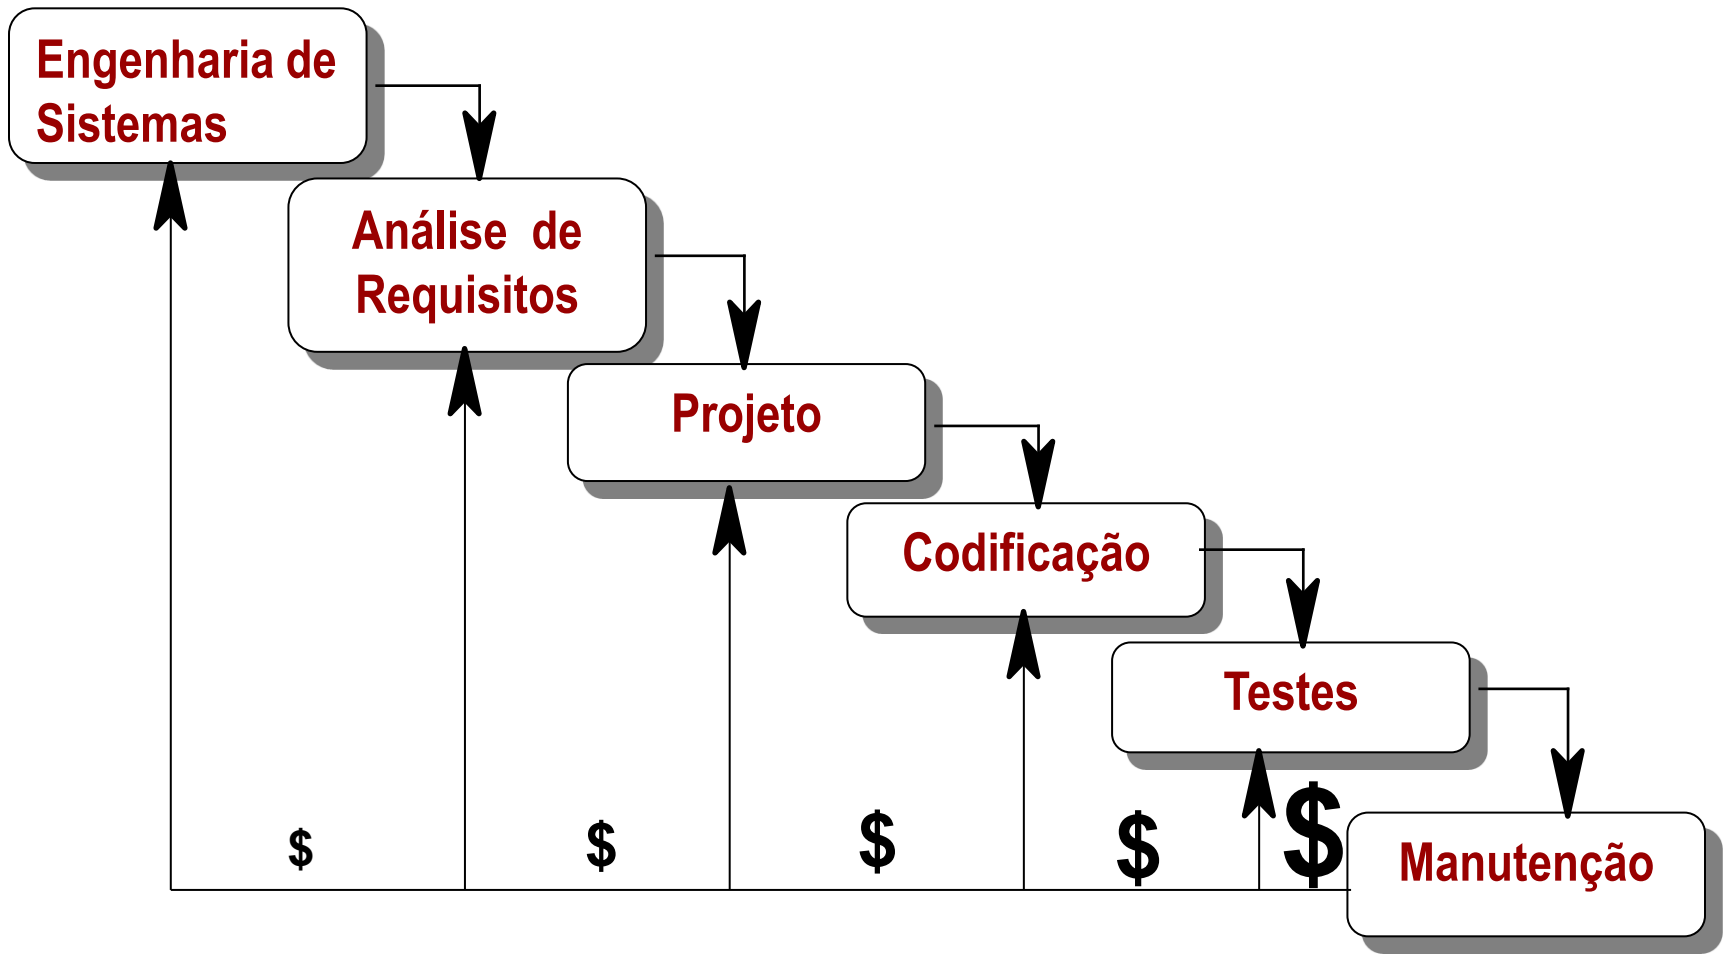 Engenharia de
Sistemas
Análise de
Requisitos
Projeto
Codificação
Testes
Manutenção
$
$
$
$
$